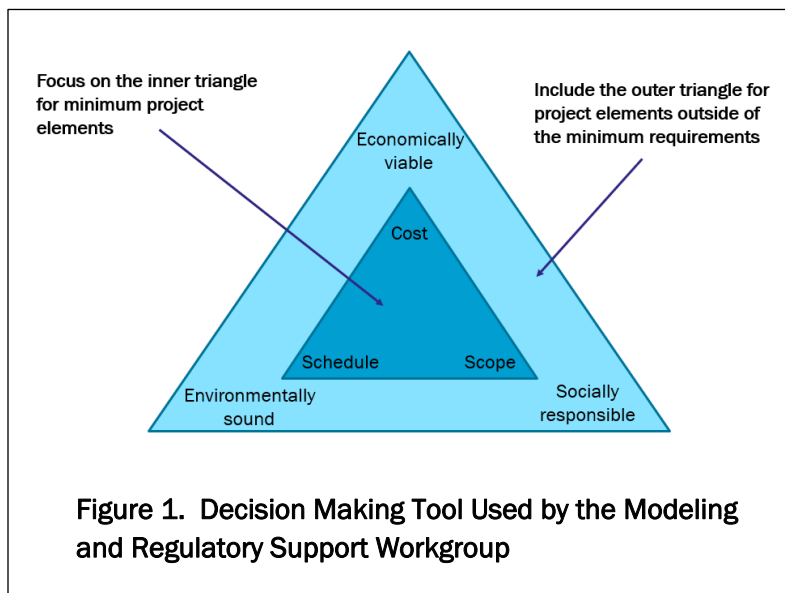 Focus on the inner triangle
for minimum project
elements
Include the outer triangle for
project elements outside of
the minimum requirements
Economically
viable
Cost
Schedule
Scope
Environmentally
sound
Socially
responsible
Figure 1.  Decision Making Tool Used by the Modeling
and Regulatory Support Workgroup